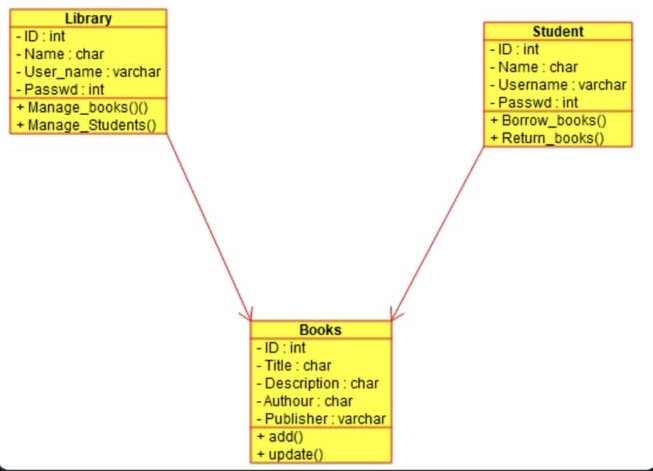 Library
- ID : int
- Name : char
- User_name : varchar
- Passwd : int
+ Manage_books()()
+ Manage_Students()
Student
- ID : int
- Name : char
- Username : varchar
- Passwd : int
+ Borrow_books()
+ Return_books()
Books
- ID : int
- Title : char
- Description : char
- Authour : char
- Publisher : varchar
+ add()
+ update()